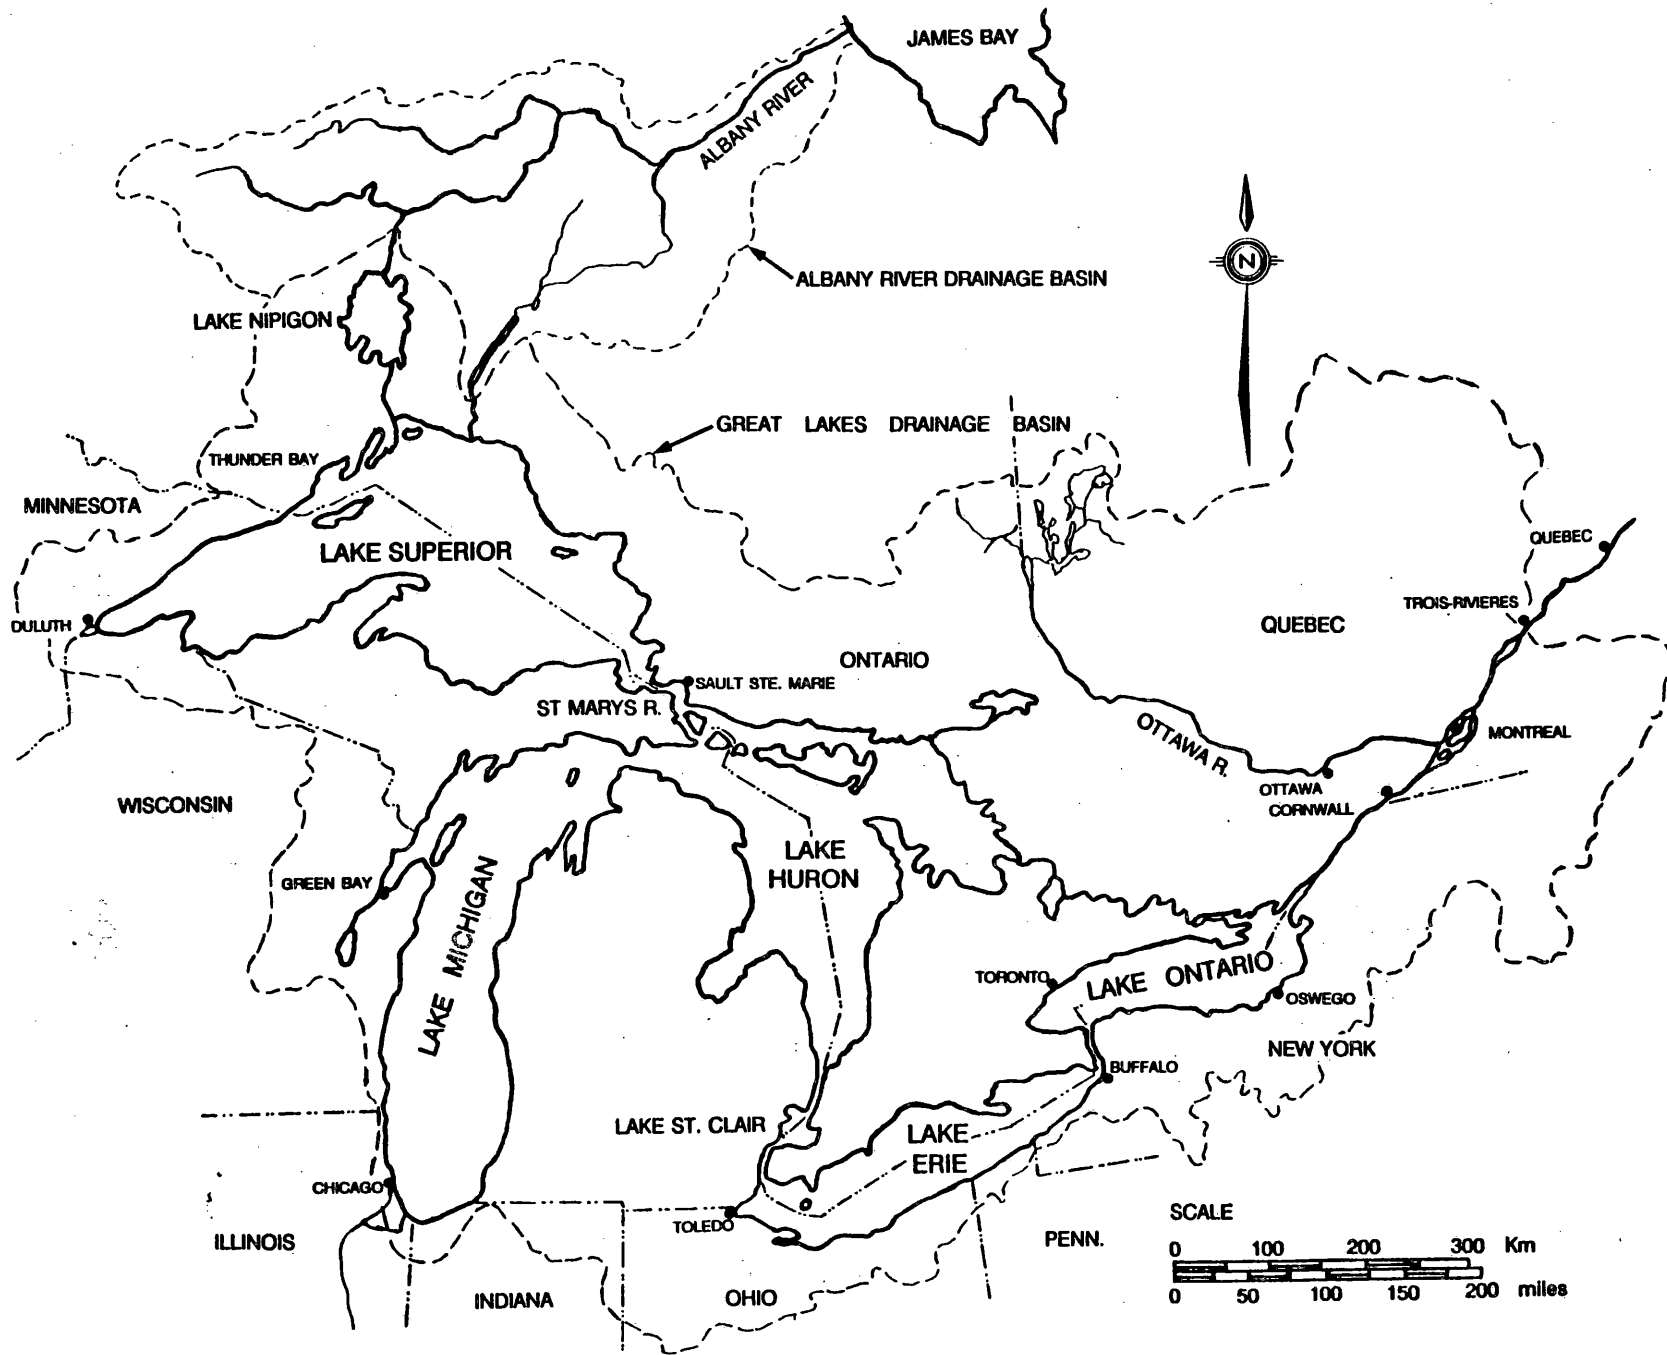 JAMES BAY
ALBANY RIVER
N
ALBANY RIVER DRAINAGE BASIN
LAKE NIPIGON
GREAT LAKES DRAINAGE BASIN
THUNDER BAY
MINNESOTA
QUEBEC
LAKE SUPERIOR
TROIS-RIVIERES
DULUTH
QUEBEC
ONTARIO
SAULT STE. MARIE
ST MARYS R.
OTTAWA R.
MONTREAL
WISCONSIN
OTTAWA
CORNWALL
LAKE
HURON
GREEN BAY
LAKE MICHIGAN
TORONTO
LAKE ONTARIO
OSWEGO
NEW YORK
BUFFALO
LAKE ST. CLAIR
LAKE
ERIE
CHICAGO
TOLEDO
SCALE
ILLINOIS
PENN.
0 100 200 300 Km
0 50 100 150 200 miles
INDIANA
OHIO